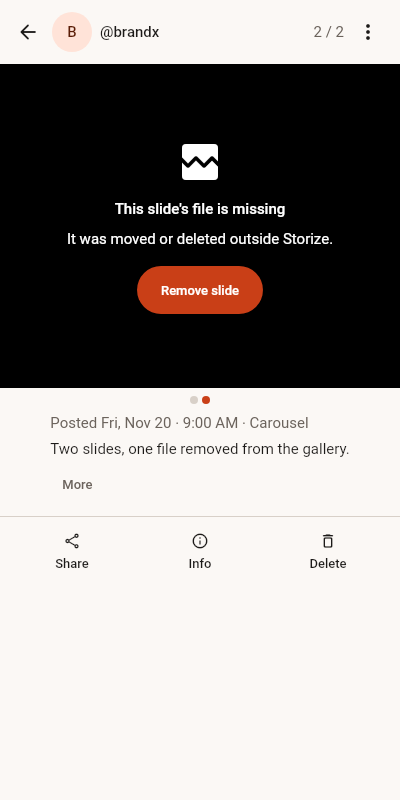 B
@brandx
2 / 2
This slide's file is missing
It was moved or deleted outside Storize.
Remove slide
Posted Fri, Nov 20 · 9:00 AM · Carousel
Two slides, one file removed from the gallery.
More
Share
Info
Delete